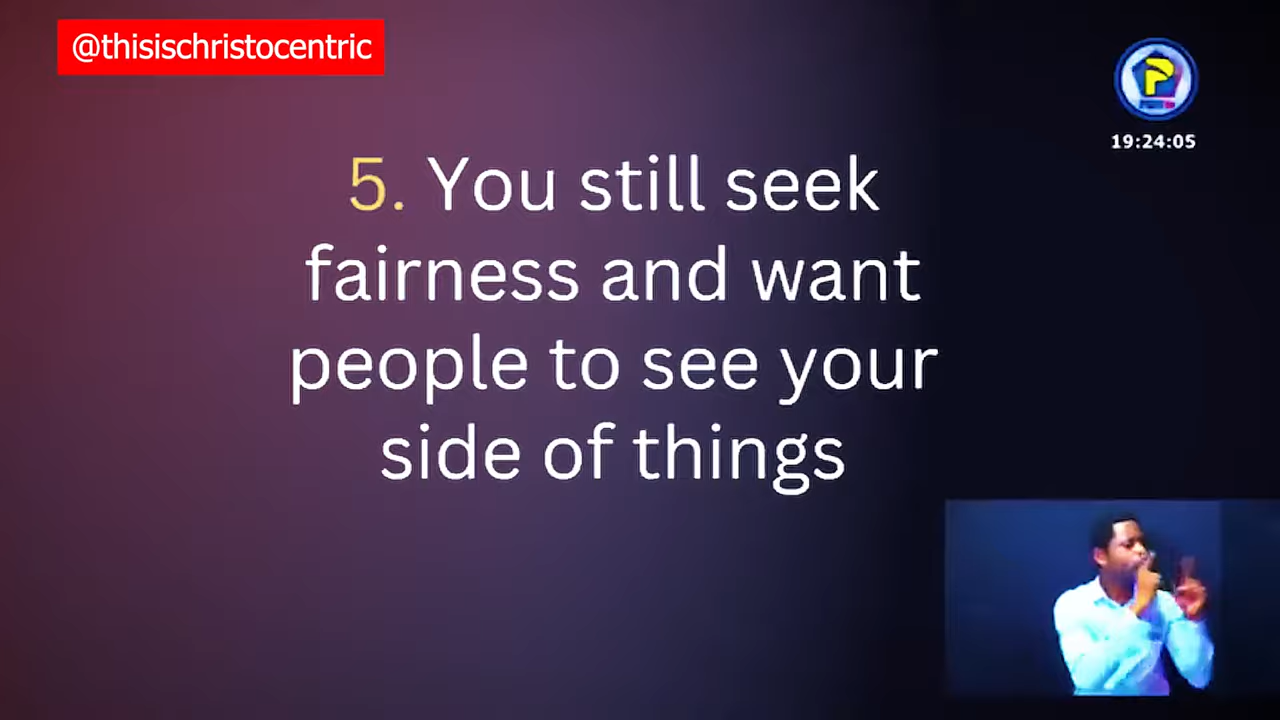 @thisischristocentric
P
19:24:05
5. You still seek
fairness and want
people to see your
side of things